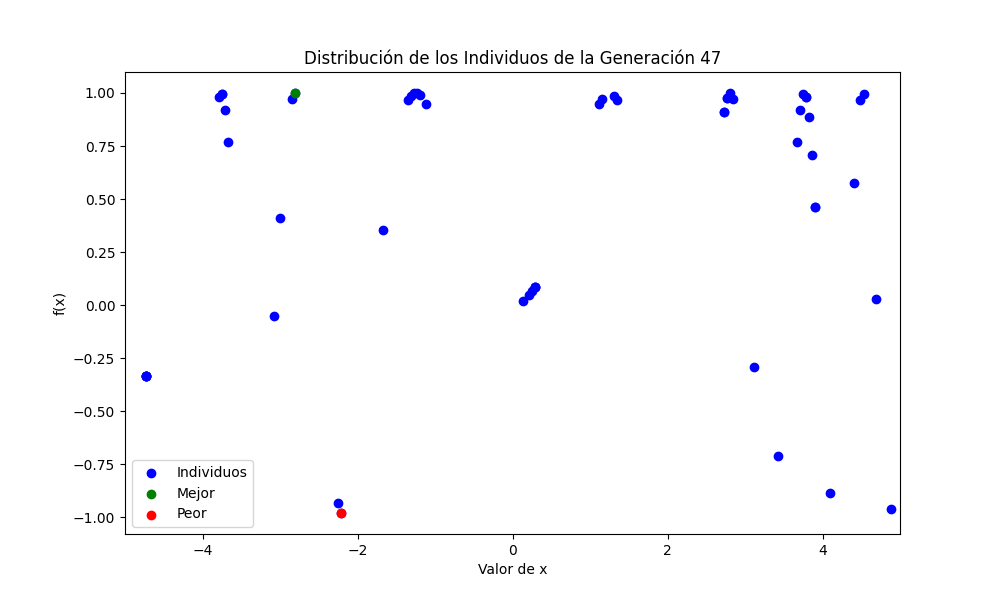 Distribución de los Individuos de la Generación 47
1.00
0.75
0.50
0.25
0.00
−0.25
−0.50
−0.75
−1.00
f(x)
Individuos
Mejor
Peor
−4
−2
0
2
4
Valor de x